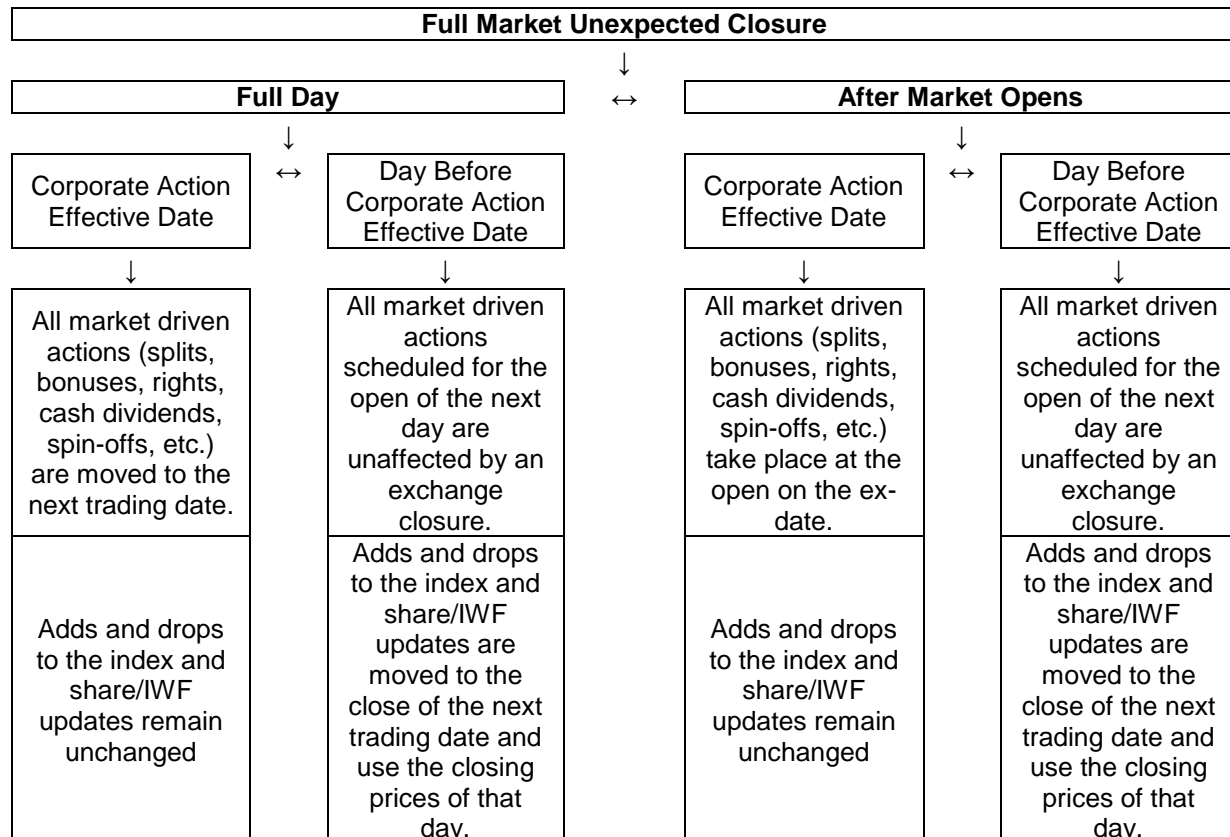 Full Market Unexpected Closure
↓
Full Day
↔
After Market Opens
↓
↓
Corporate Action
Effective Date
↔
Day Before
Corporate Action
Effective Date
Corporate Action
Effective Date
↔
Day Before
Corporate Action
Effective Date
↓
↓
↓
↓
All market driven
actions (splits,
bonuses, rights,
cash dividends,
spin-offs, etc.)
are moved to the
next trading date.
All market driven
actions
scheduled for the
open of the next
day are
unaffected by an
exchange
closure.
All market driven
actions (splits,
bonuses, rights,
cash dividends,
spin-offs, etc.)
take place at the
open on the ex-
date.
All market driven
actions
scheduled for the
open of the next
day are
unaffected by an
exchange
closure.
Adds and drops
to the index and
share/IWF
updates remain
unchanged
Adds and drops
to the index and
share/IWF
updates are
moved to the
close of the next
trading date and
use the closing
prices of that
day.
Adds and drops
to the index and
share/IWF
updates remain
unchanged
Adds and drops
to the index and
share/IWF
updates are
moved to the
close of the next
trading date and
use the closing
prices of that
day.